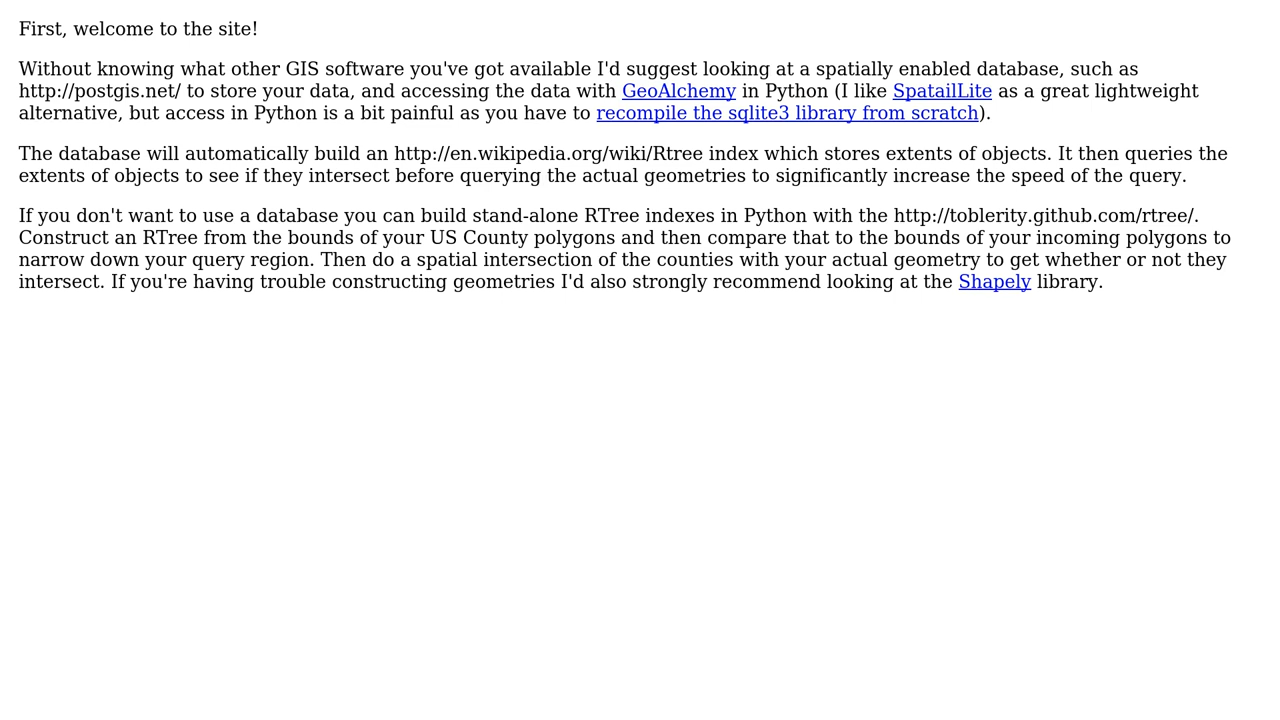 First, welcome to the site!
Without knowing what other GIS software you've got available I'd suggest looking at a spatially enabled database, such as
http://postgis.net/ to store your data, and accessing the data with GeoAlchemy in Python (I like SpatailLite as a great lightweight
alternative, but access in Python is a bit painful as you have to recompile the sqlite3 library from scratch).
The database will automatically build an http://en.wikipedia.org/wiki/Rtree index which stores extents of objects. It then queries the
extents of objects to see if they intersect before querying the actual geometries to significantly increase the speed of the query.
If you don't want to use a database you can build stand-alone RTree indexes in Python with the http://toblerity.github.com/rtree/.
Construct an RTree from the bounds of your US County polygons and then compare that to the bounds of your incoming polygons to
narrow down your query region. Then do a spatial intersection of the counties with your actual geometry to get whether or not they
intersect. If you're having trouble constructing geometries I'd also strongly recommend looking at the Shapely library.